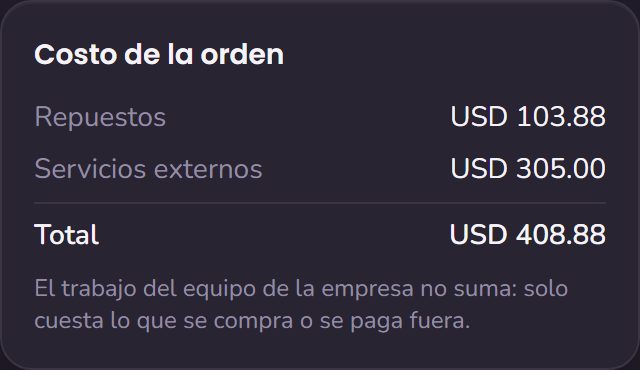 Costo de la orden
Repuestos USD 103.88
Servicios externos USD 305.00
Total USD 408.88
El trabajo del equipo de la empresa no suma: solo
cuesta lo que se compra o se paga fuera.